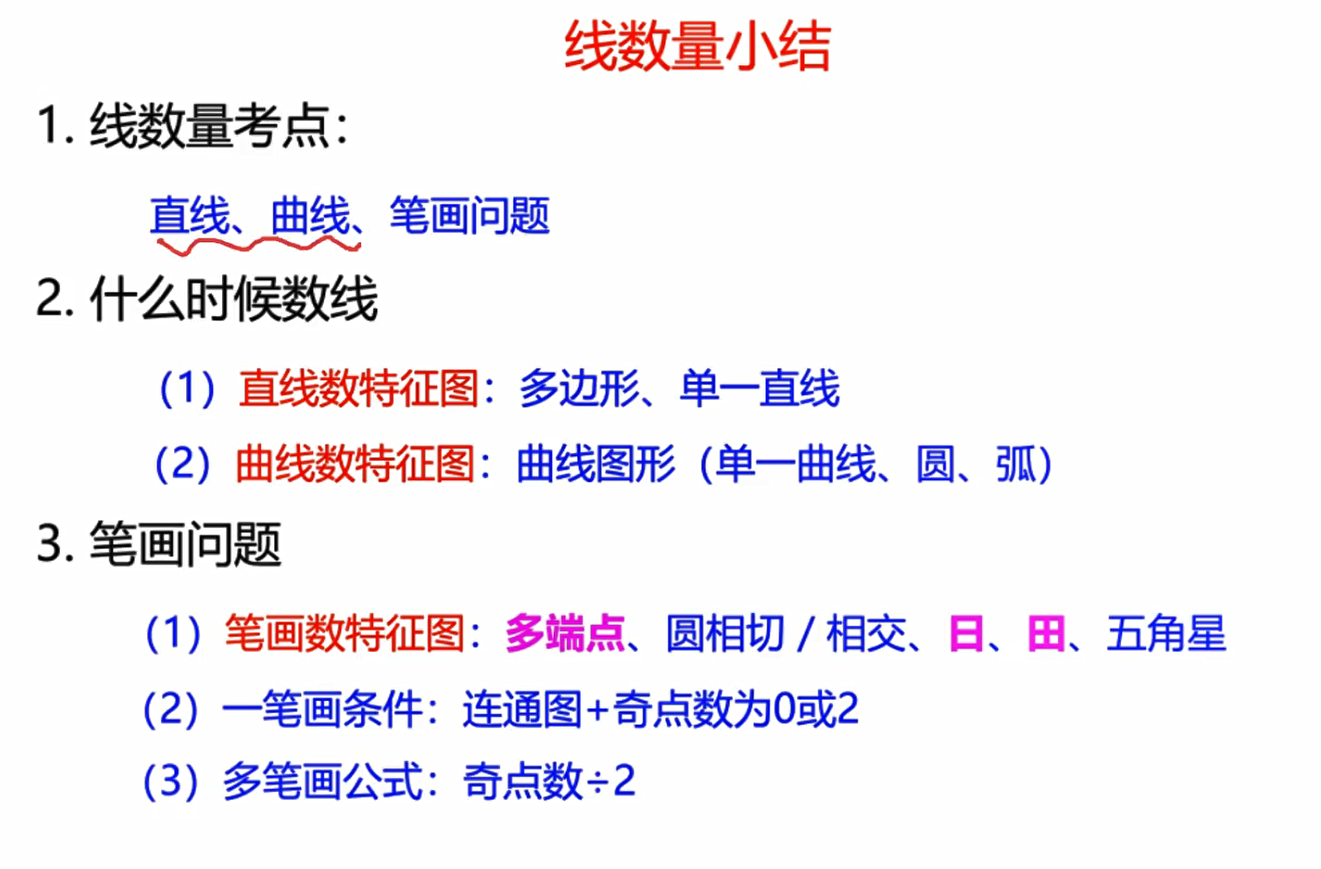 线数量小结
1. 线数量考点：
直线、曲线、笔画问题
2. 什么时候数线
（1）直线数特征图：多边形、单一直线
（2）曲线数特征图：曲线图形（单一曲线、圆、弧）
3. 笔画问题
（1）笔画数特征图：多端点、圆相切 / 相交、日、田、五角星
（2）一笔画条件：连通图+奇点数为0或2
（3）多笔画公式：奇点数÷2